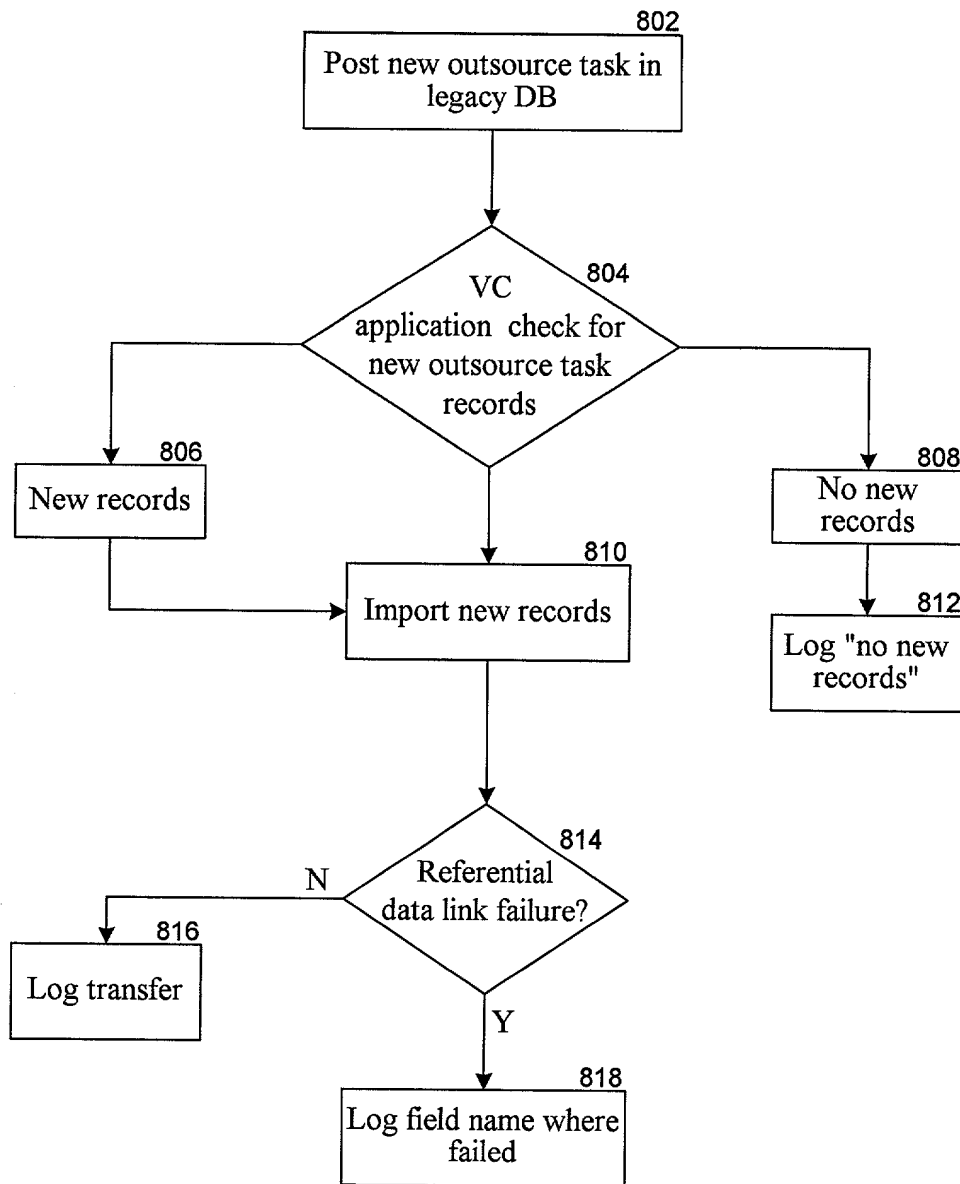 802
Post new outsource task in
legacy DB
804
VC
application check for
new outsource task
records
806
New records
808
No new
records
810
Import new records
812
Log "no new
records"
814
Referential
data link failure?
N
816
Log transfer
Y
818
Log field name where
failed